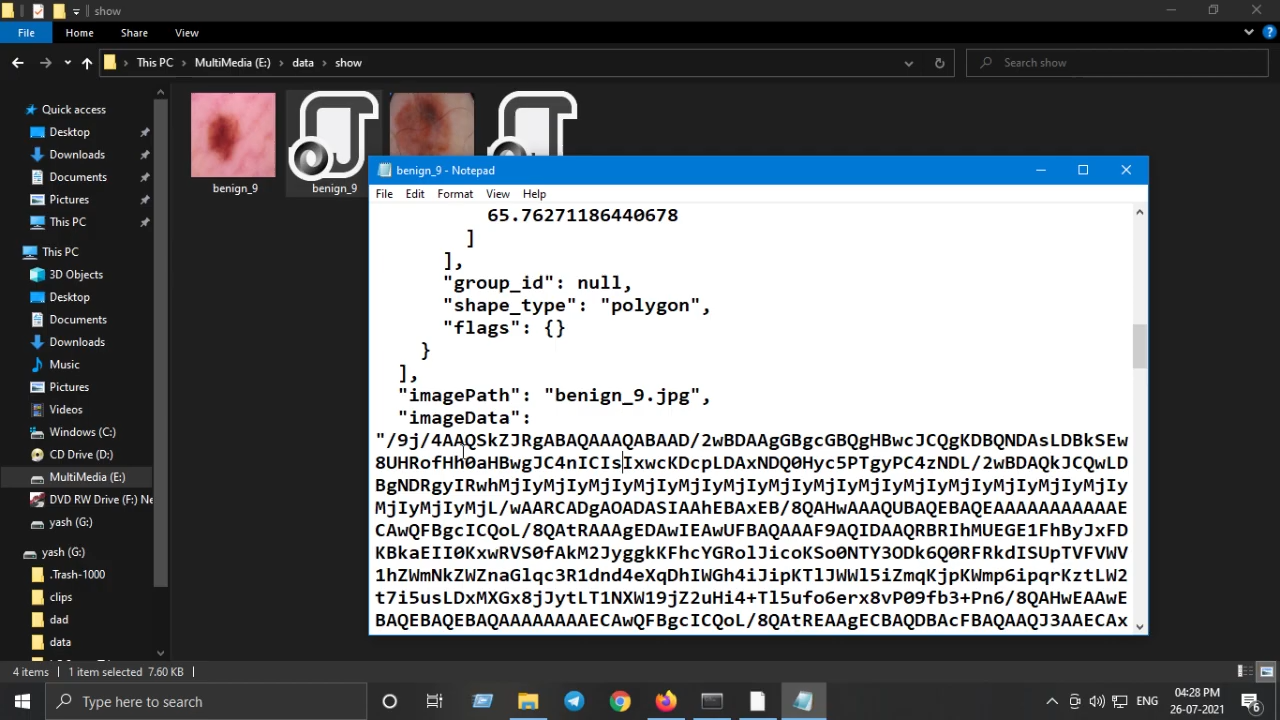 show
File
Home
Share
View
This PC
MultiMedia (E:)
data
show
Search show
Quick access
Desktop
Downloads
Documents
Pictures
This PC
This PC
3D Objects
Desktop
Documents
Downloads
Music
Pictures
Videos
Windows (C:)
CD Drive (D:)
MultiMedia (E:)
DVD RW Drive (F:) Ne
yash (G:)
yash (G:)
.Trash-1000
clips
dad
data
benign_9
benign_9
benign_9 - Notepad
File Edit Format View Help
65.76271186440678
]
],
"group_id": null,
"shape_type": "polygon",
"flags": {}
}
],
"imagePath": "benign_9.jpg",
"imageData":
"/9j/4AAQSkZJRgABAQAAAQABAAD/2wBDAAgGBgcGBQgHBwcJCQgKDBQNDAsLDBkSEw
8UHRofHh0aHBwgJC4nICIsIxwcKDcpLDAxNDQ0Hyc5PTgyPC4zNDL/2wBDAQkJCQwLD
BgNDRgyIRwhMjIyMjIyMjIyMjIyMjIyMjIyMjIyMjIyMjIyMjIyMjIyMjIyMjIyMjIy
MjIyMjIyMjL/wAARCADgAOADASIAAhEBAxEB/8QAHwAAAQUBAQEBAQEAAAAAAAAAAAE
CAwQFBgcICQoL/8QAtRAAAgEDAwIEAwUFBAQAAAF9AQIDAAQRBRIhMUEGE1FhByJxFD
KBkaEII0KxwRVS0fAkM2JyggkKFhcYGRolJicoKSo0NTY3ODk6Q0RFRkdISUpTVFVWV
1hZWmNkZWZnaGlqc3R1dnd4eXqDhIWGh4iJipKTlJWWl5iZmqKjpKWmp6ipqrKztLW2
t7i5usLDxMXGx8jJytLT1NXW19jZ2uHi4+Tl5ufo6erx8vP09fb3+Pn6/8QAHwEAAwE
BAQEBAQEBAQAAAAAAAAECAwQFBgcICQoL/8QAtREAAgECBAQDBAcFBAQAAQJ3AAECAx
4 items
1 item selected 7.60 KB
Type here to search
ENG
04:28 PM
26-07-2021
6